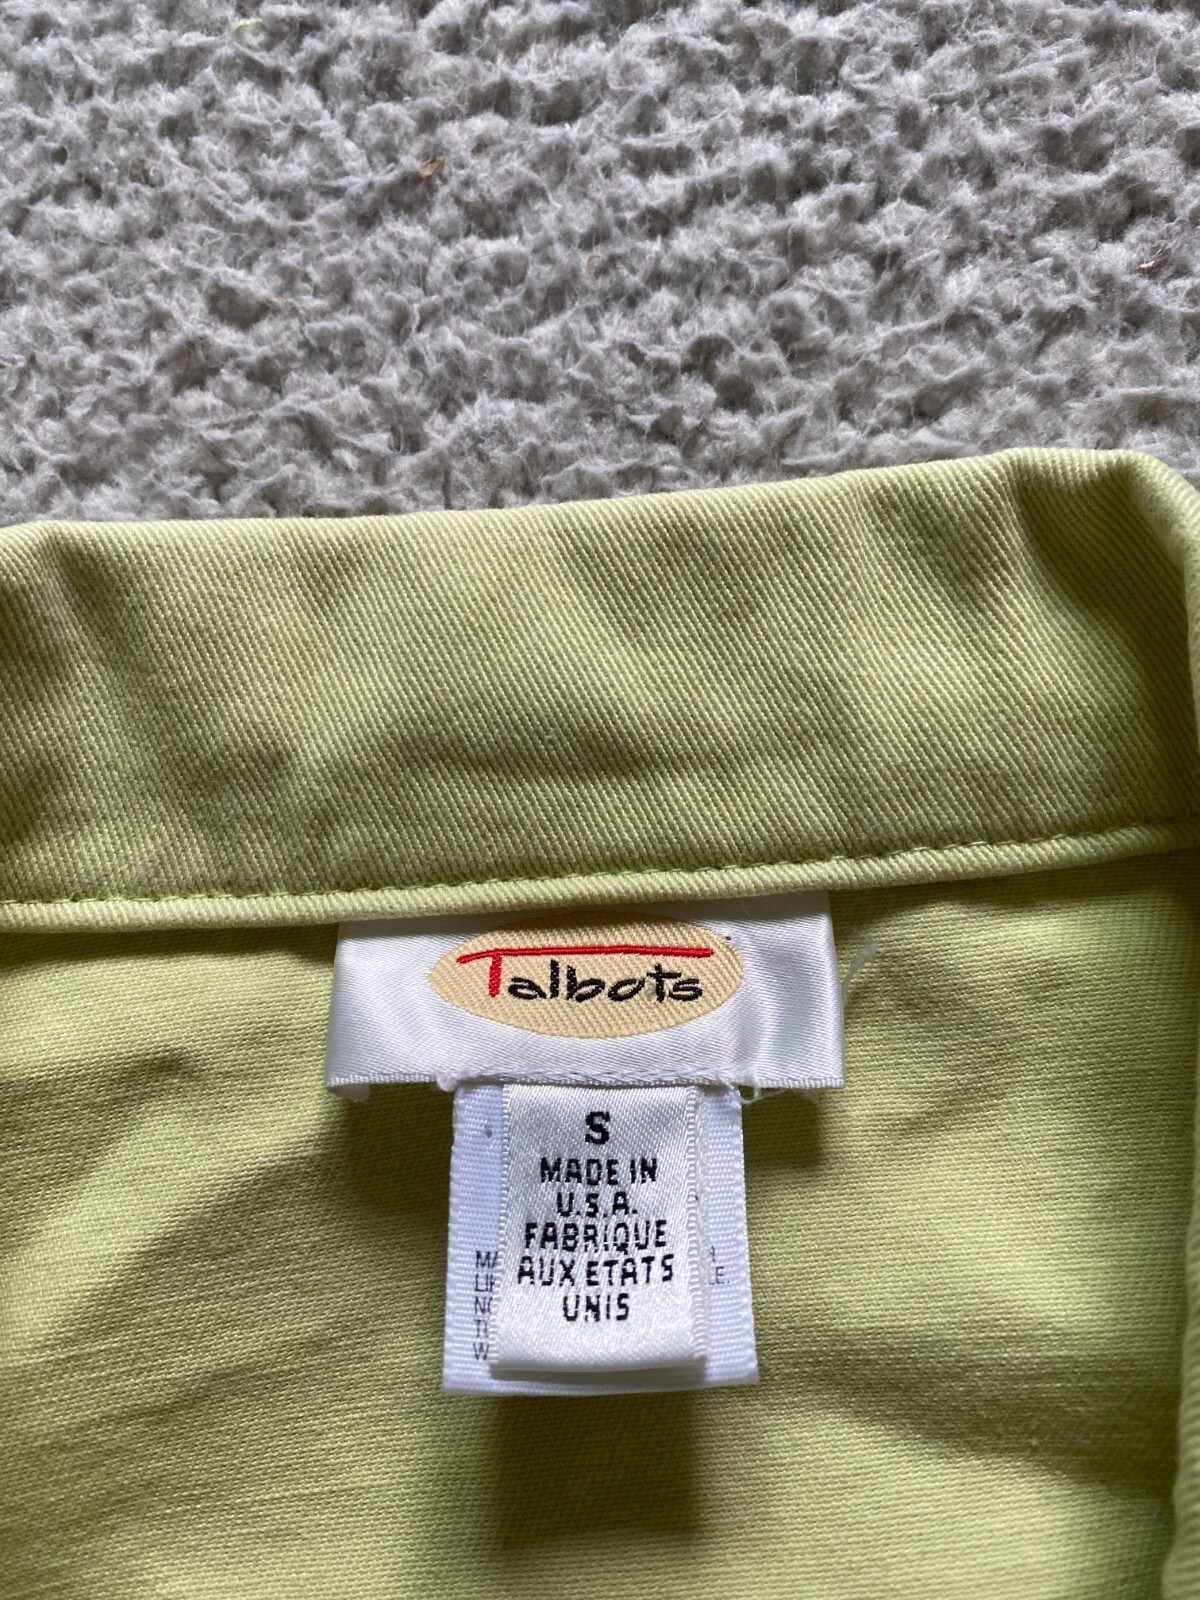 Talbots
S
MADE IN
U.S.A.
FABRIQUE
AUX ETATS
UNIS